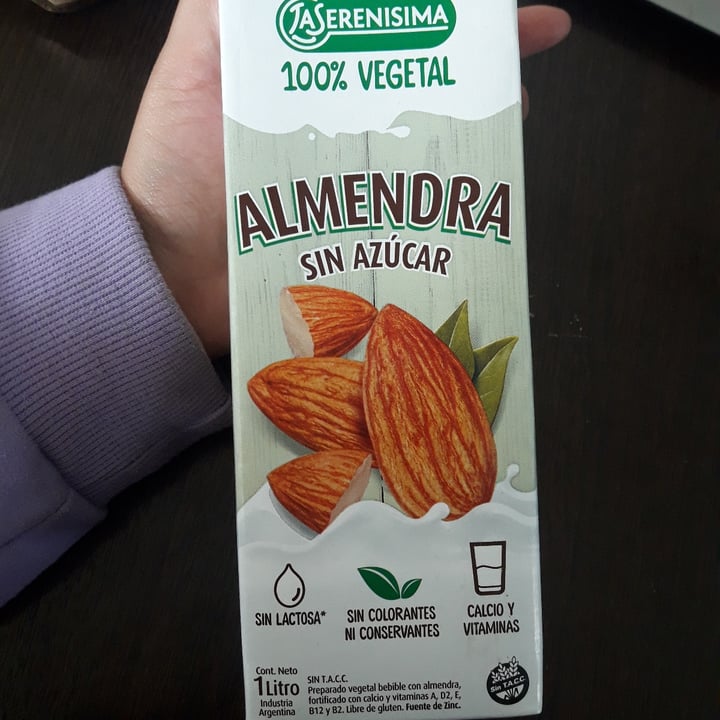 LASERENISIMA
100% VEGETAL
ALMENDRA
SIN AZÚCAR
SIN LACTOSA*
SIN COLORANTES
NI CONSERVANTES
CALCIO Y
VITAMINAS
Cont. Neto
1 Litro
Industria
Argentina
SIN T.A.C.C.
Preparado vegetal bebible con almendra,
fortificado con calcio y vitaminas A, D2, E,
B12 y B2. Libre de gluten. Fuente de Zinc.
Sin T.A.C.C.